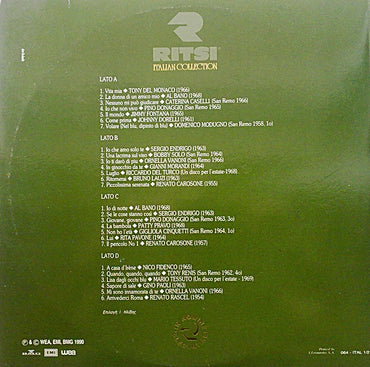 RITSI
ITALIAN COLLECTION
LATO A
1. Vita mia ◆ TONY DEL MONACO (1966)
2. La donna di un amico mio ◆ AL BANO (1968)
3. Nessuno mi può giudicare ◆ CATERINA CASELLI (San Remo 1966)
4. Io che non vivo ◆ PINO DONAGGIO (San Remo 1965)
5. Il mondo ◆ JIMMY FONTANA (1965)
6. Come prima ◆ JOHNNY DORELLI (1961)
7. Volare (Nel blu, dipinto di blu) ◆ DOMENICO MODUGNO (San Remo 1958. 1o)
LATO B
1. Io che amo solo te ◆ SERGIO ENDRIGO (1963)
2. Una lacrima sul viso ◆ BOBBY SOLO (San Remo 1964)
3. Io ti darò di più ◆ ORNELLA VANONI (San Remo 1966)
4. In ginocchio da te ◆ GIANNI MORANDI (1964)
5. Luglio ◆ RICCARDO DEL TURCO (Un disco per l'estate-1968)
6. Ritornerai ◆ BRUNO LAUZI (1963)
7. Piccolissima serenata ◆ RENATO CAROSONE (1955)
LATO C
1. Io di notte ◆ AL BANO (1968)
2. Se le cose stanno così ◆ SERGIO ENDRIGO (1963)
3. Giovane, giovane ◆ PINO DONAGGIO (San Remo 1963, 3o)
4. La bambola ◆ PATTY PRAVO (1968)
5. Non ho l'età ◆ GIGLIOLA CINQUETTI (San Remo 1964, 1o)
6. Lui ◆ RITA PAVONE (1964)
7. Il pericolo No 1 ◆ RENATO CAROSONE (1957)
LATO D
1. A casa d'Irène ◆ NICO FIDENCO (1965)
2. Quando, quando, quando ◆ TONY RENIS (San Remo 1962, 4o)
3. Lisa dagli occhi blu ◆ MARIO TESSUTO (Un disco per l'estate - 1969)
4. Sapore di sale ◆ GINO PAOLI (1963)
5. Mi sono innamorata di te ◆ ORNELLA VANONI (1966)
6. Arrivederci Roma ◆ RENATO RASCEL (1954)
℗ & © WEA, EMI, BMG 1990
EMI wea
064 - ITAL 1/2